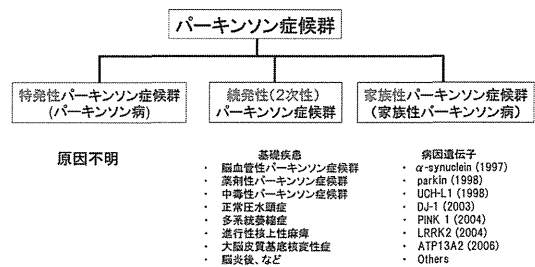 パーキンソン症候群
特発性パーキンソン症候群
(パーキンソン病)
続発性(2次性)
パーキンソン症候群
家族性パーキンソン症候群
(家族性パーキンソン病)
原因不明
基礎疾患
・ 脳血管性パーキンソン症候群
・ 薬剤性パーキンソン症候群
・ 中毒性パーキンソン症候群
・ 正常圧水頭症
・ 多系統萎縮症
・ 進行性核上性麻痺
・ 大脳皮質基底核変性症
・ 脳炎後、など
病因遺伝子
・ α-synuclein (1997)
・ parkin (1998)
・ UCH-L1 (1998)
・ DJ-1 (2003)
・ PINK 1 (2004)
・ LRRK2 (2004)
・ ATP13A2 (2006)
・ Others